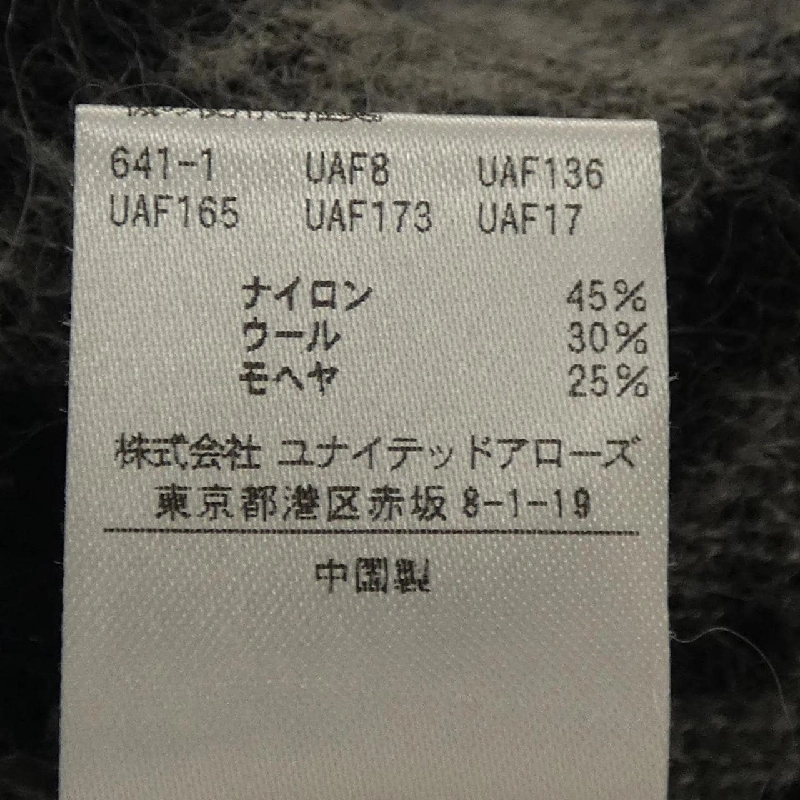 641-1 UAF8 UAF136
UAF165 UAF173 UAF17
ナイロン 45%
ウール 30%
モヘヤ 25%
株式会社 ユナイテッドアローズ
東京都港区赤坂 8-1-19
中国製